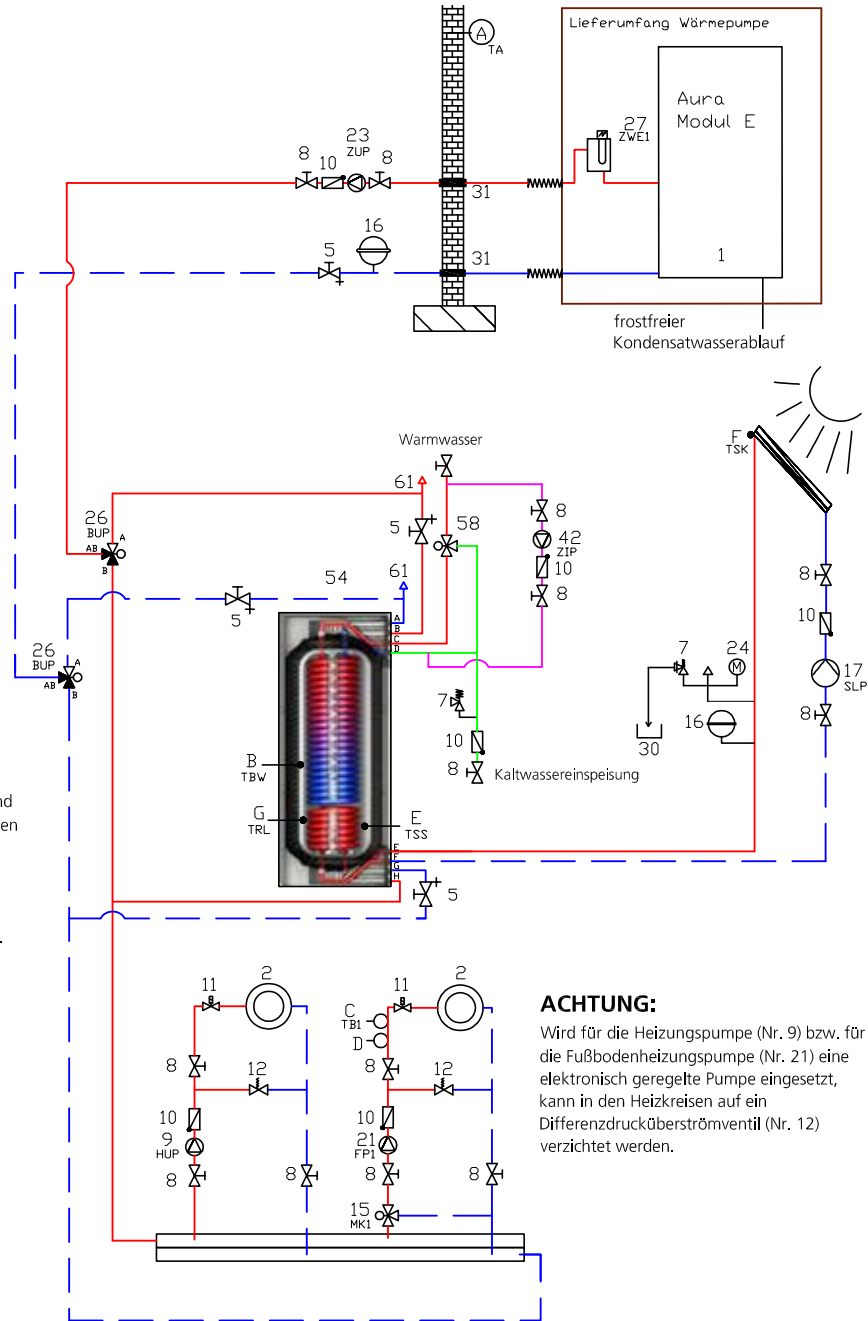 Lieferumfang Wärmepumpe
A
TA
Aura
Modul E
27
ZWE1
23
ZUP
8
10
8
31
16
5
31
1
frostfreier
Kondensatwasserablauf
Warmwasser
F
TSK
61
5
58
8
42
ZIP
10
8
26
BUP
A
AB
B
54
61
5
A
B
C
D
26
BUP
A
AB
B
8
10
7
24
M
17
SLP
16
8
30
7
10
8
Kaltwassereinspeisung
B
TBW
G
TRL
E
TSS
nd
en
E
F
G
H
5
.
11
2
C
TB1
D
11
2
8
12
8
12
10
9
HUP
10
21
FP1
8
8
8
8
15
MK1
ACHTUNG:
Wird für die Heizungspumpe (Nr. 9) bzw. für
die Fußbodenheizungspumpe (Nr. 21) eine
elektronisch geregelte Pumpe eingesetzt,
kann in den Heizkreisen auf ein
Differenzdrucküberströmventil (Nr. 12)
verzichtet werden.